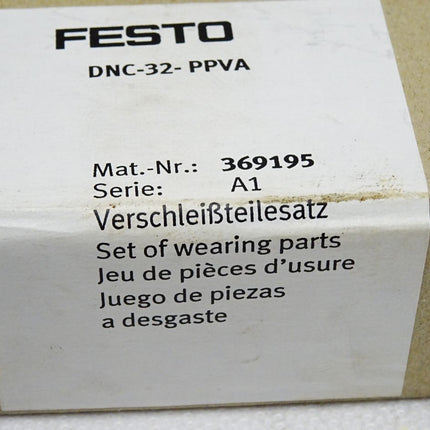 FESTO
DNC-32- PPVA
Mat.-Nr.: 369195
Serie: A1
Verschleißteilesatz
Set of wearing parts
Jeu de pièces d'usure
Juego de piezas
a desgaste